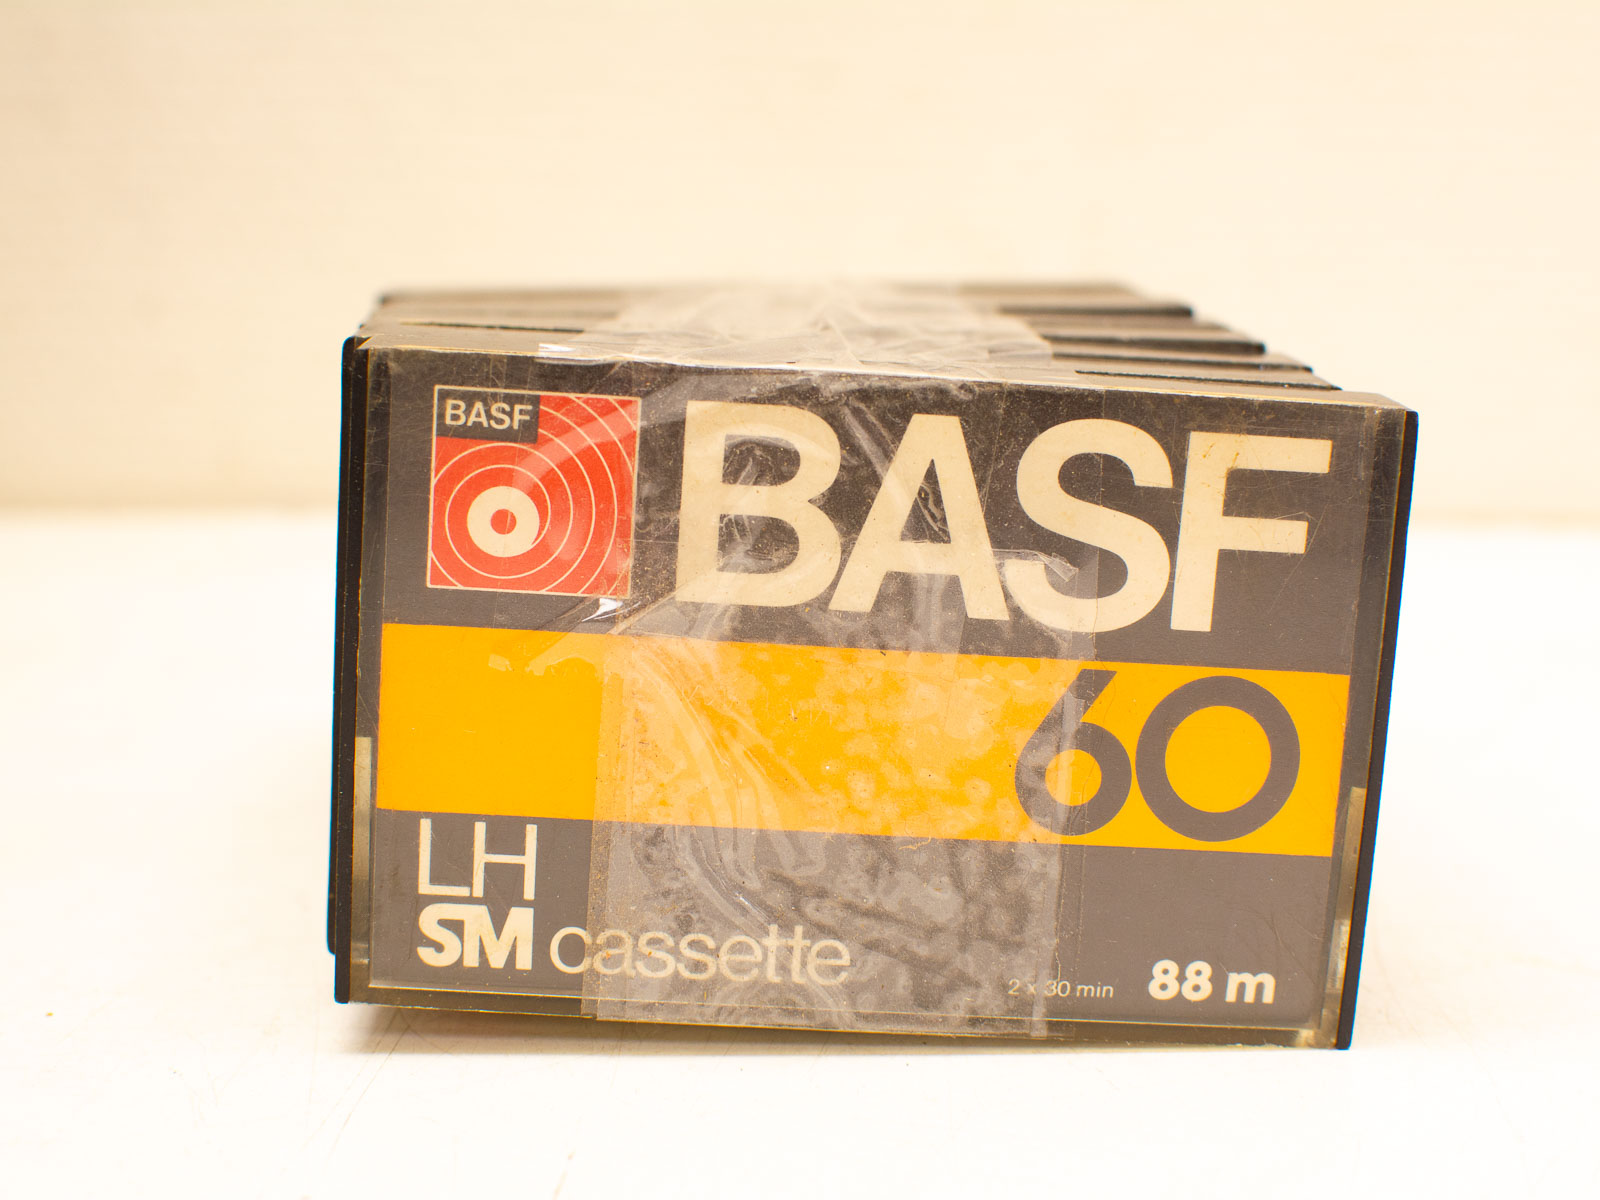 BASF
BASF
60
LH
SM cassette
2 x 30 min
88 m